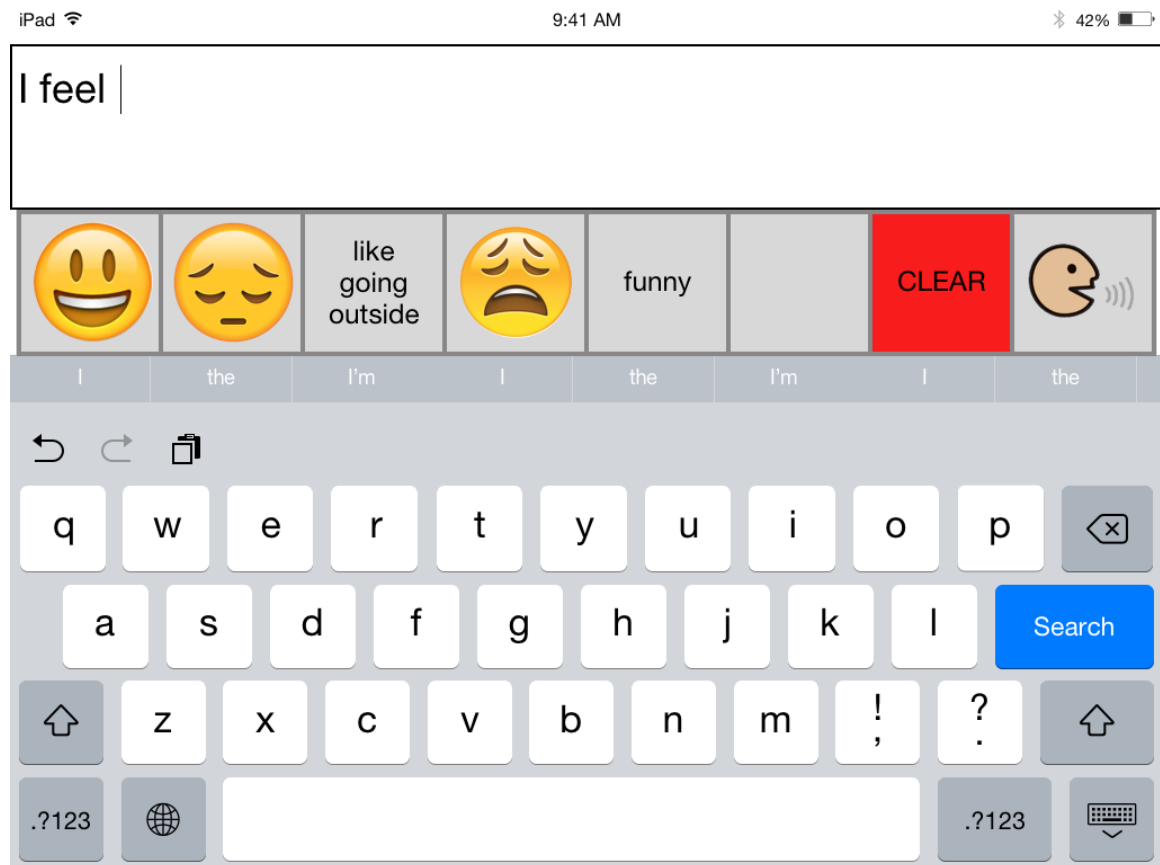 iPad 9:41 AM 42%
I feel
like
going
outside
funny
CLEAR
I the I'm I the I'm I the
q w e r t y u i o p
a s d f g h j k l Search
z x c v b n m ! , ? .
.?123 .?123